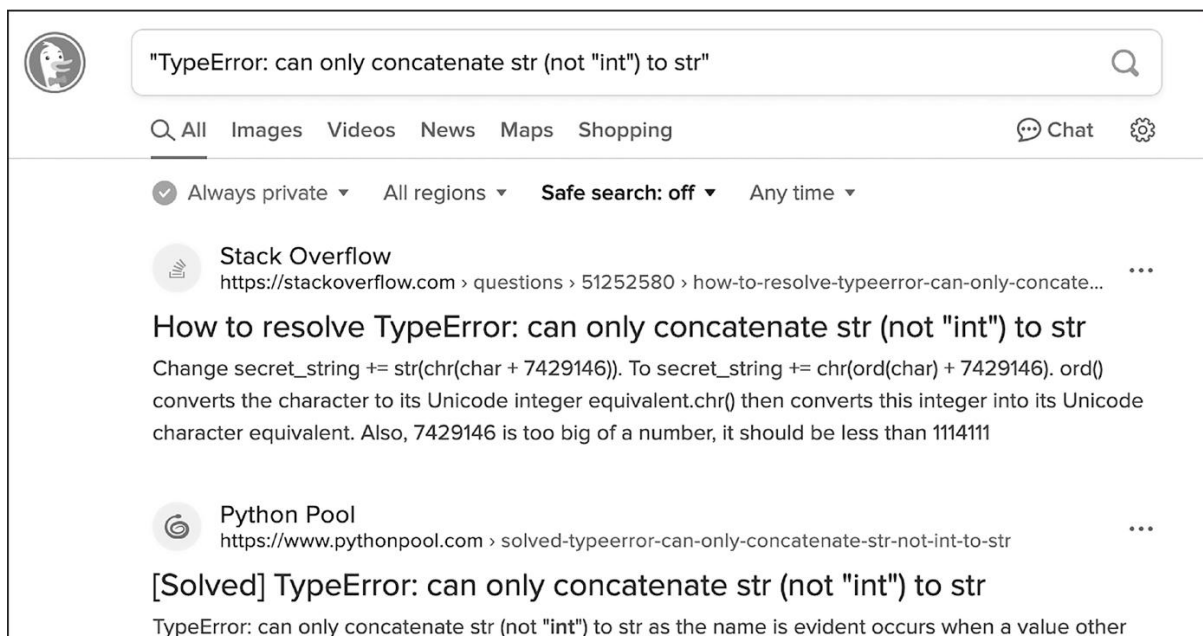 "TypeError: can only concatenate str (not "int") to str"
All Images Videos News Maps Shopping Chat
Always private All regions Safe search: off Any time
Stack Overflow
https://stackoverflow.com › questions › 51252580 › how-to-resolve-typeerror-can-only-concate...
How to resolve TypeError: can only concatenate str (not "int") to str
Change secret_string += str(chr(char + 7429146)). To secret_string += chr(ord(char) + 7429146). ord()
converts the character to its Unicode integer equivalent.chr() then converts this integer into its Unicode
character equivalent. Also, 7429146 is too big of a number, it should be less than 1114111
Python Pool
https://www.pythonpool.com › solved-typeerror-can-only-concatenate-str-not-int-to-str
[Solved] TypeError: can only concatenate str (not "int") to str
TypeError: can only concatenate str (not "int") to str as the name is evident occurs when a value other